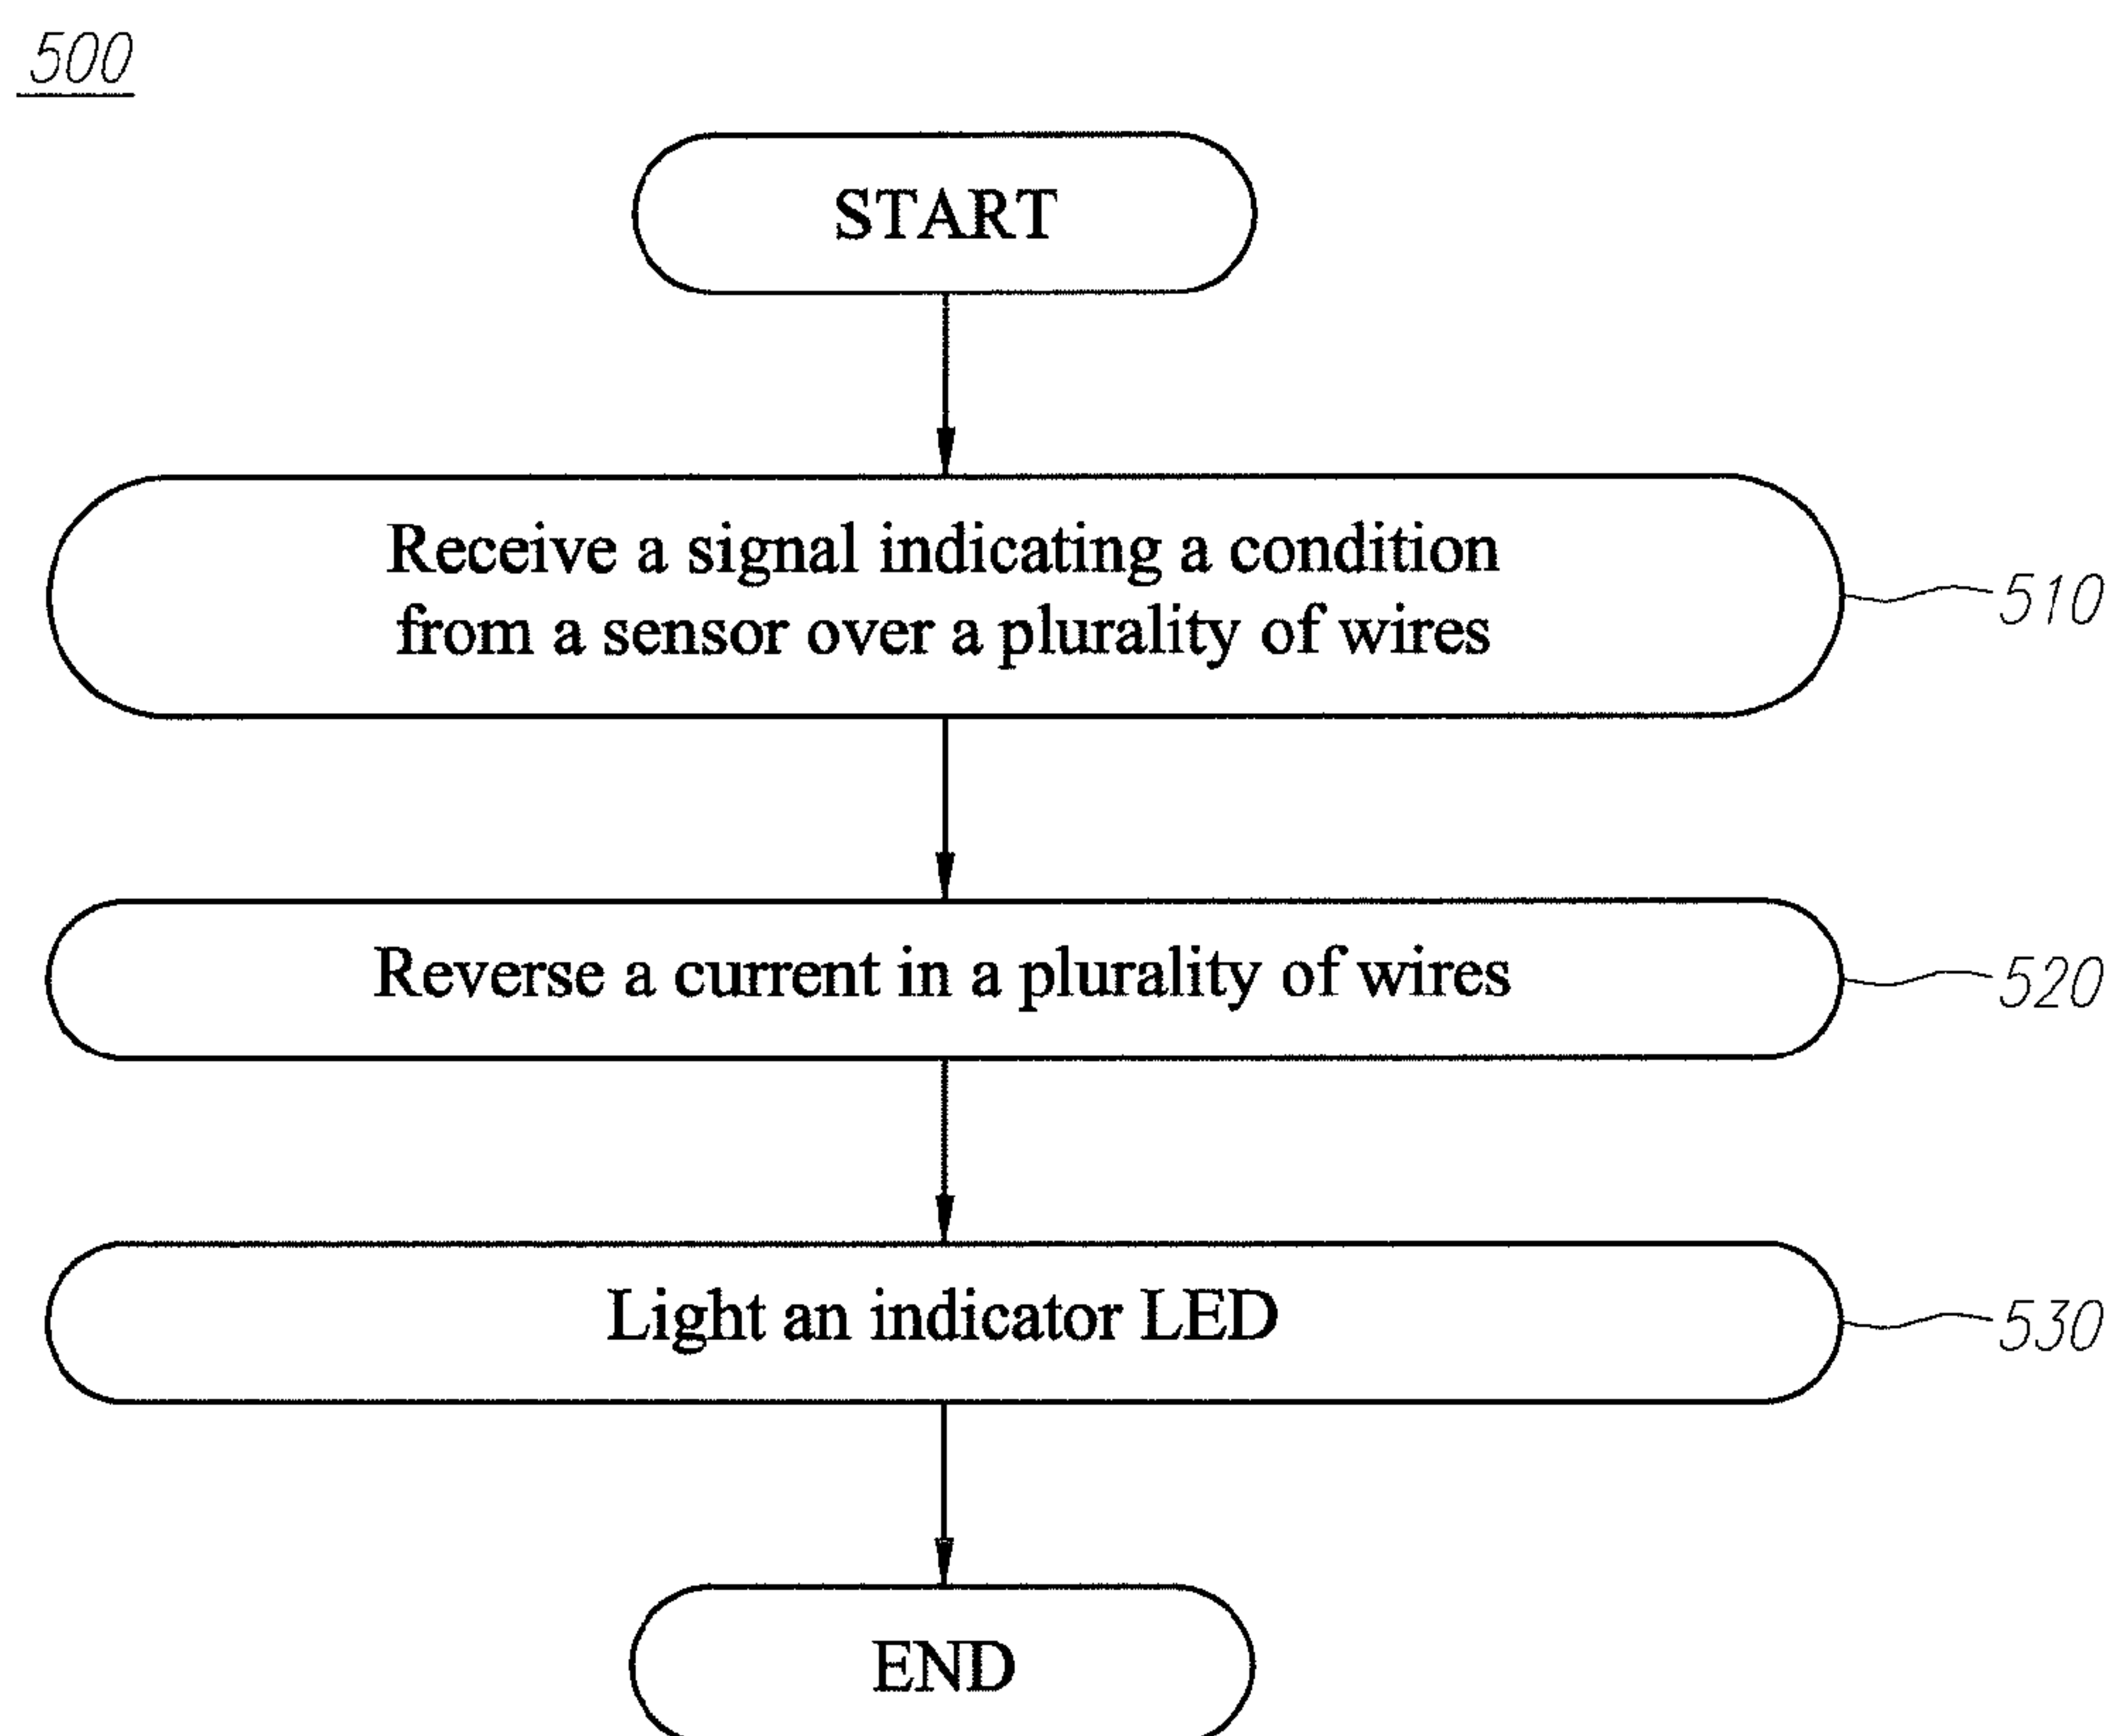 500
START
Receive a signal indicating a condition
from a sensor over a plurality of wires
510
Reverse a current in a plurality of wires
520
Light an indicator LED
530
END